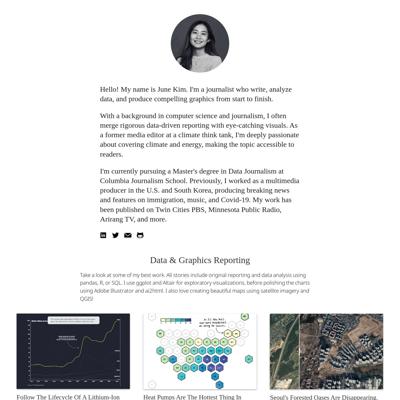 Hello! My name is June Kim. I'm a journalist who write, analyze
data, and produce compelling graphics from start to finish.
With a background in computer science and journalism, I often
merge rigorous data-driven reporting with eye-catching visuals. As
a former media editor at a climate think tank, I'm deeply passionate
about covering climate and energy, making the topic accessible to
readers.
I'm currently pursuing a Master's degree in Data Journalism at
Columbia Journalism School. Previously, I worked as a multimedia
producer in the U.S. and South Korea, producing breaking news
and features on immigration, music, and Covid-19. My work has
been published on Twin Cities PBS, Minnesota Public Radio,
Arirang TV, and more.
Data & Graphics Reporting
Take a look at some of my best work. All stories include original reporting and data analysis using
pandas, R, or SQL. I use ggplot and Altair for exploratory visualizations, before polishing the charts
using Adobe Illustrator and ai2html. I also love creating beautiful maps using satellite imagery and
QGIS!
Follow The Lifecycle Of A Lithium-Ion
Heat Pumps Are The Hottest Thing In
Seoul's Forested Oases Are Disappearing.